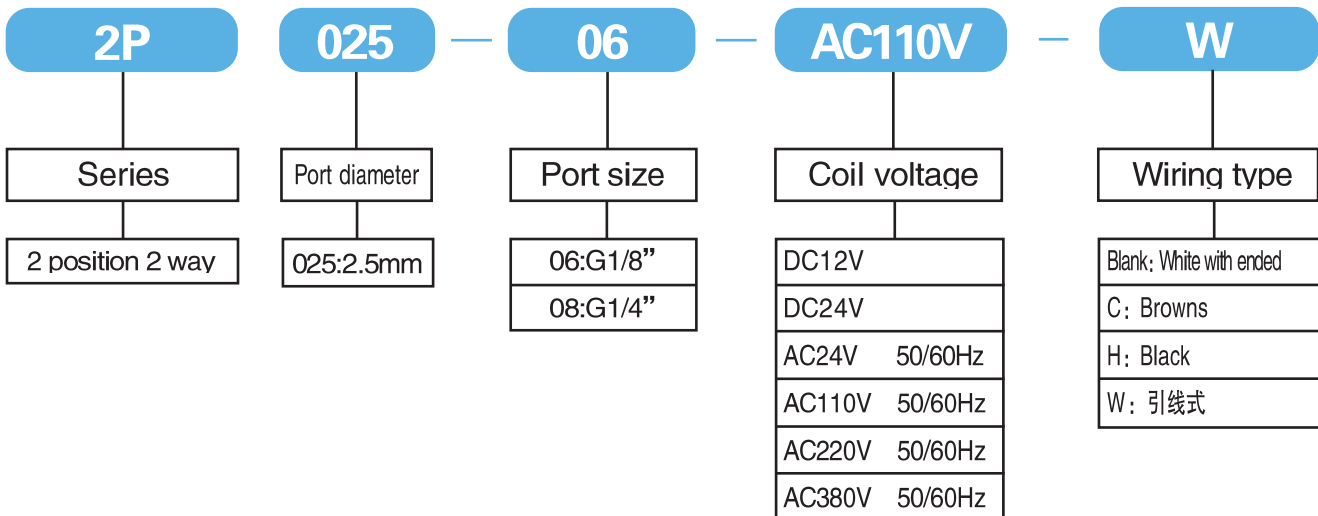 2P 025 — 06 — AC110V — W
Series Port diameter Port size Coil voltage Wiring type
2 position 2 way
025:2.5mm
06:G1/8”
08:G1/4”
DC12V
DC24V
AC24V 50/60Hz
AC110V 50/60Hz
AC220V 50/60Hz
AC380V 50/60Hz
Blank: White with ended
C: Browns
H: Black
W: 引线式